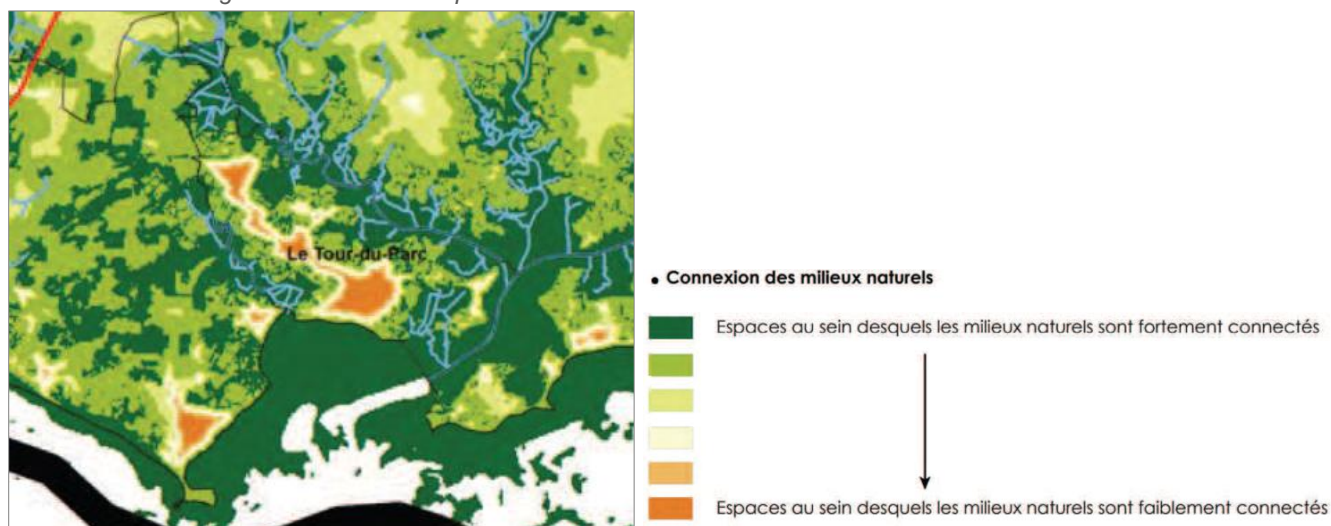 Le Tour-du-Parc
• Connexion des milieux naturels
Espaces au sein desquels les milieux naturels sont fortement connectés
Espaces au sein desquels les milieux naturels sont faiblement connectés